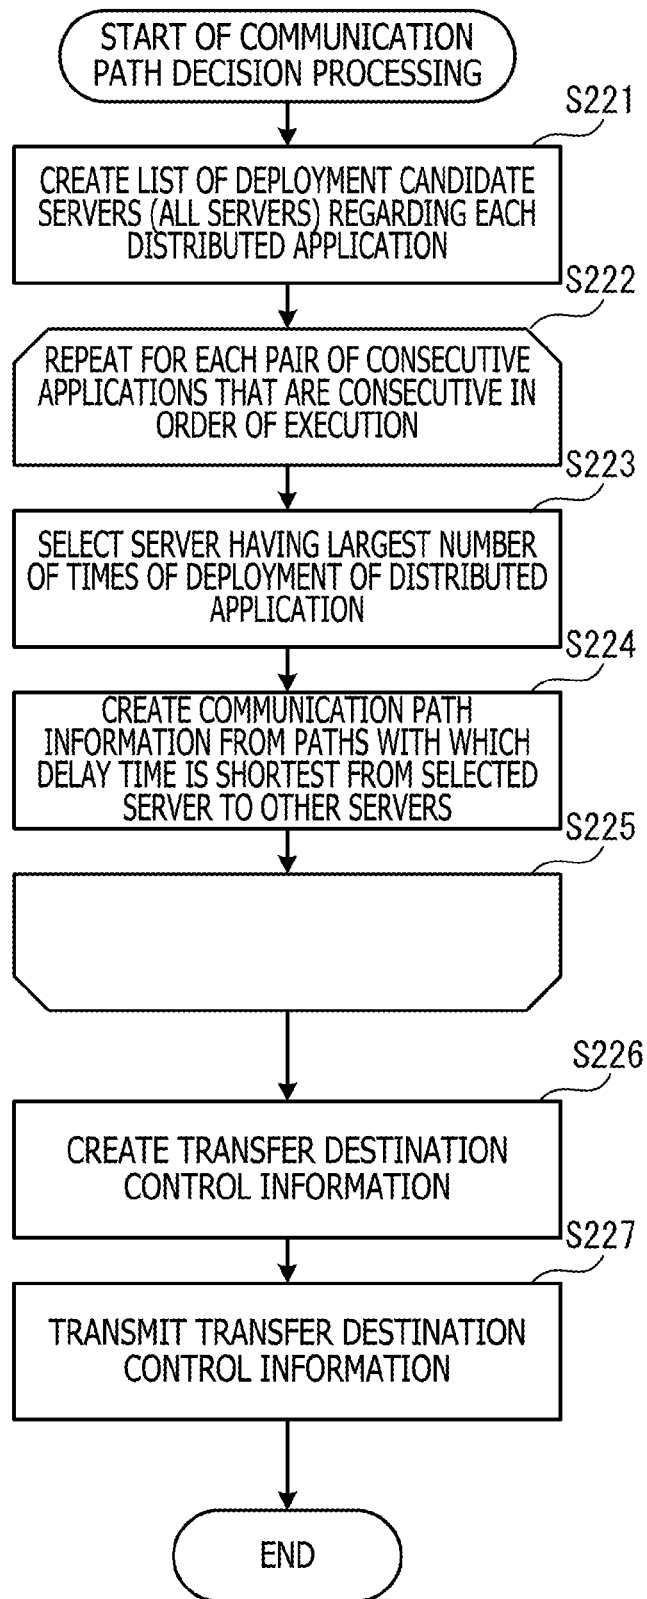 START OF COMMUNICATION
PATH DECISION PROCESSING
S221
CREATE LIST OF DEPLOYMENT CANDIDATE
SERVERS (ALL SERVERS) REGARDING EACH
DISTRIBUTED APPLICATION
S222
REPEAT FOR EACH PAIR OF CONSECUTIVE
APPLICATIONS THAT ARE CONSECUTIVE IN
ORDER OF EXECUTION
S223
SELECT SERVER HAVING LARGEST NUMBER
OF TIMES OF DEPLOYMENT OF DISTRIBUTED
APPLICATION
S224
CREATE COMMUNICATION PATH
INFORMATION FROM PATHS WITH WHICH
DELAY TIME IS SHORTEST FROM SELECTED
SERVER TO OTHER SERVERS
S225
S226
CREATE TRANSFER DESTINATION
CONTROL INFORMATION
S227
TRANSMIT TRANSFER DESTINATION
CONTROL INFORMATION
END